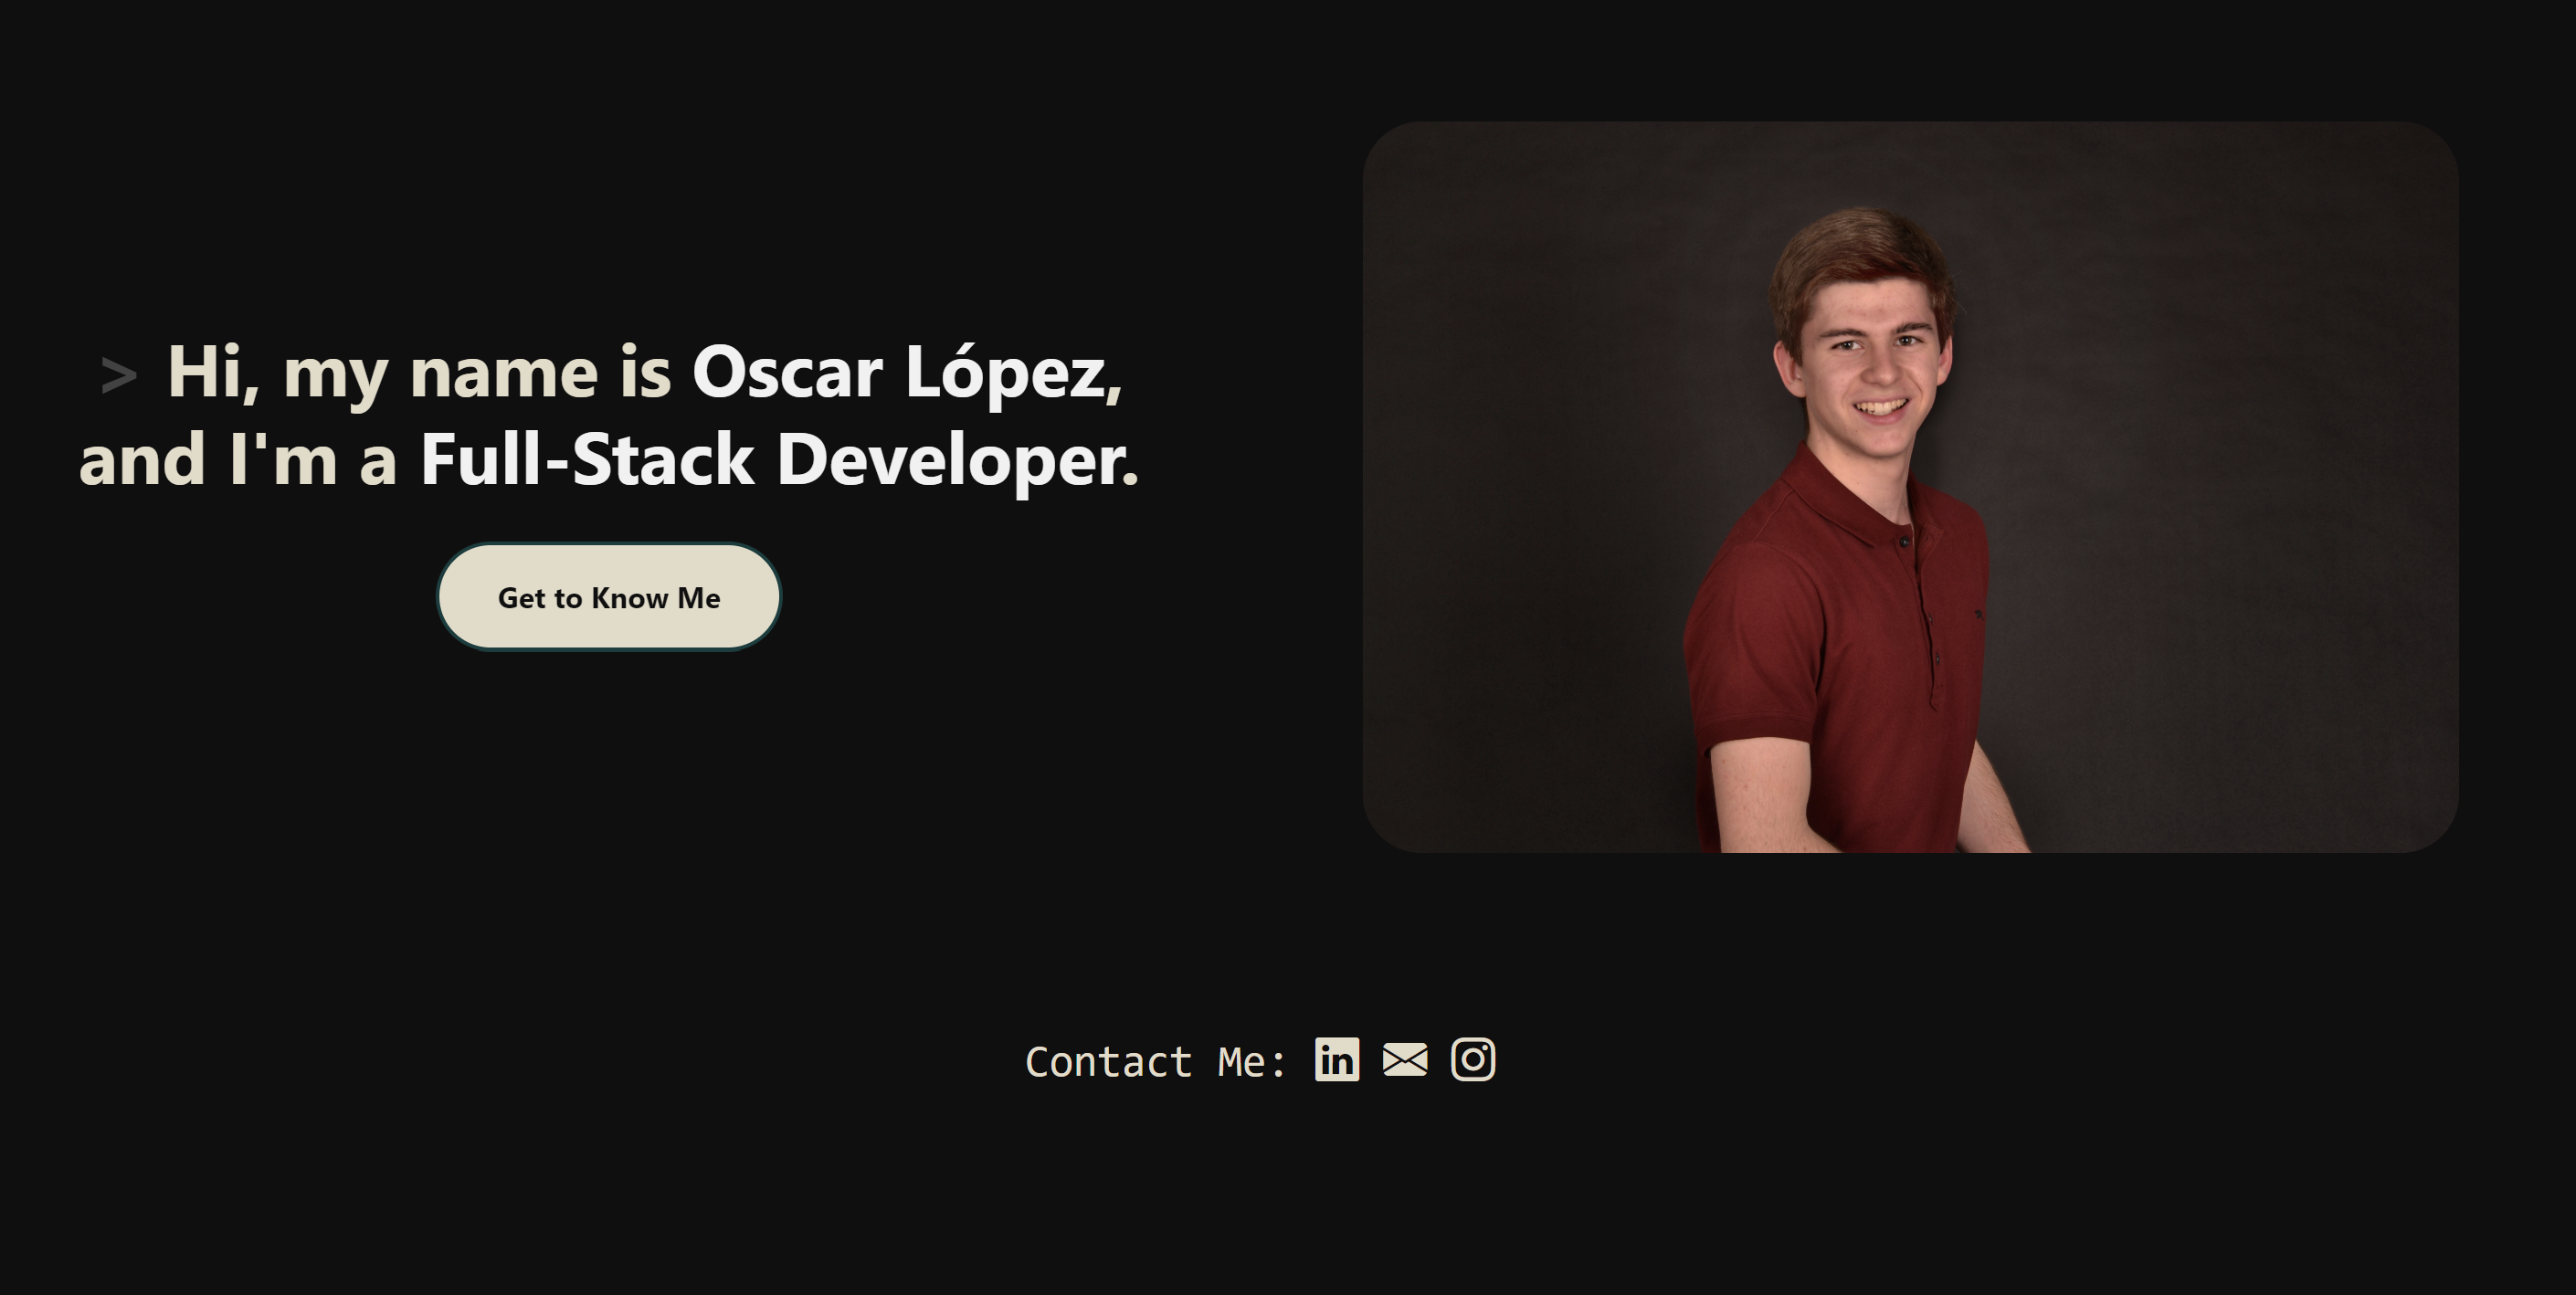 > Hi, my name is Oscar López,
and I'm a Full-Stack Developer.
Get to Know Me
Contact Me: in